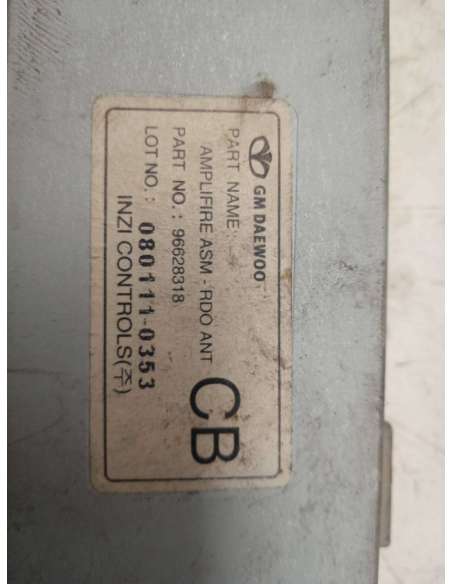 GM DAEWOO
PART NAME:
AMPLIFIRE ASM - RDO ANT
PART NO. : 96628318
LOT NO. : 080111-0353
INZI CONTROLS(주)
CB